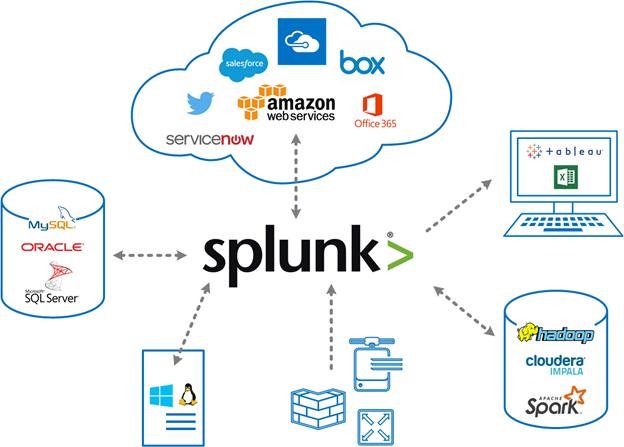 salesforce
box
amazon
web services
Office 365
servicenow
+ableau
MySQL
ORACLE
Microsoft
SQL Server
splunk>
hadoop
cloudera
IMPALA
APACHE
Spark